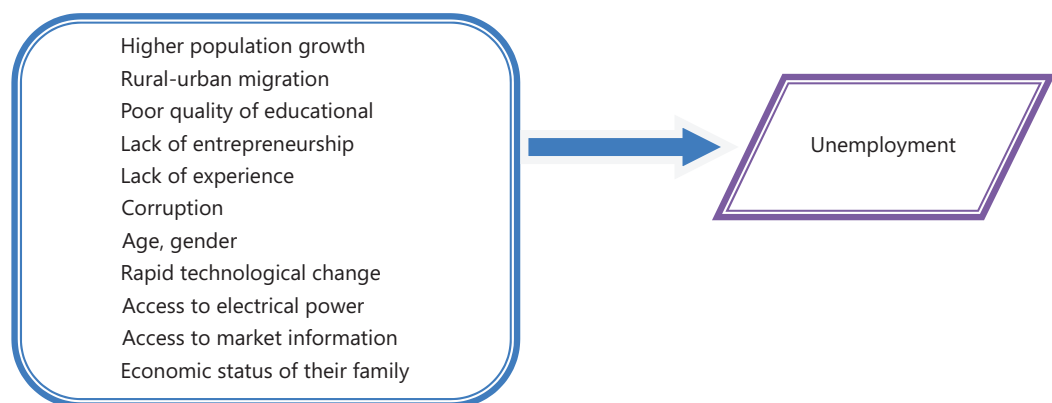 Higher population growth
Rural-urban migration
Poor quality of educational
Lack of entrepreneurship
Lack of experience
Corruption
Age, gender
Rapid technological change
Access to electrical power
Access to market information
Economic status of their family
Unemployment